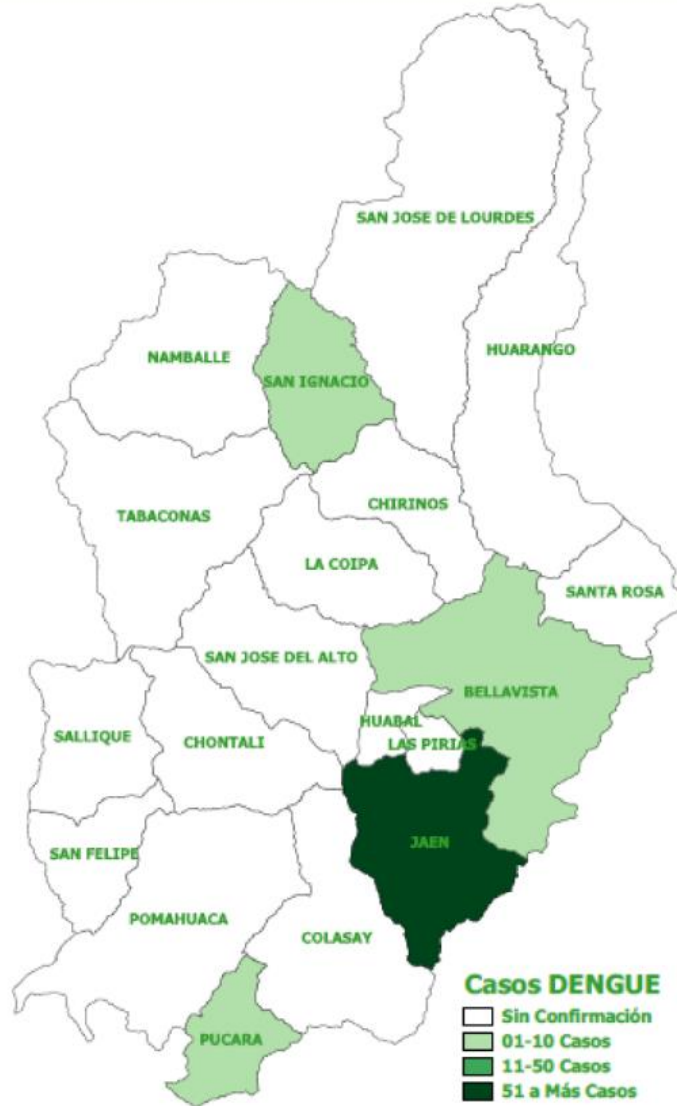 SAN JOSE DE LOURDES
HUARANGO
NAMBALLE
SAN IGNACIO
CHIRINOS
TABACONAS
LA COIPA
SANTA ROSA
SAN JOSE DEL ALTO
BELLAVISTA
HUABAL
SALLIQUE
CHONTALI
LAS PIRIAS
JAEN
SAN FELIPE
POMAHUACA
COLASAY
PUCARA
Casos DENGUE
Sin Confirmación
01-10 Casos
11-50 Casos
51 a Más Casos